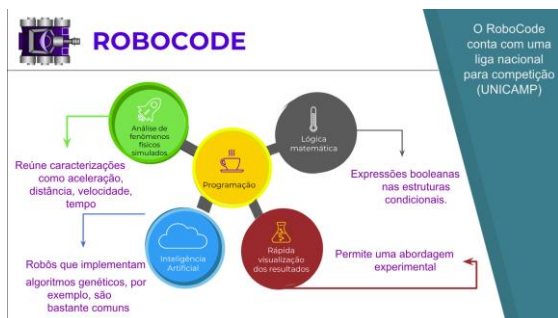 ROBOCODE
O RoboCode
conta com uma
liga nacional
para competição
(UNICAMP)
Análise de
fenômenos
físicos
simulados
Lógica
matemática
Programação
Reúne caracterizações
como aceleração,
distância, velocidade,
tempo
Expressões booleanas
nas estruturas
condicionais.
Inteligência
Artificial
Rápida
visualização
dos resultados
Robôs que implementam
algoritmos genéticos, por
exemplo, são
bastante comuns
Permite uma abordagem
experimental